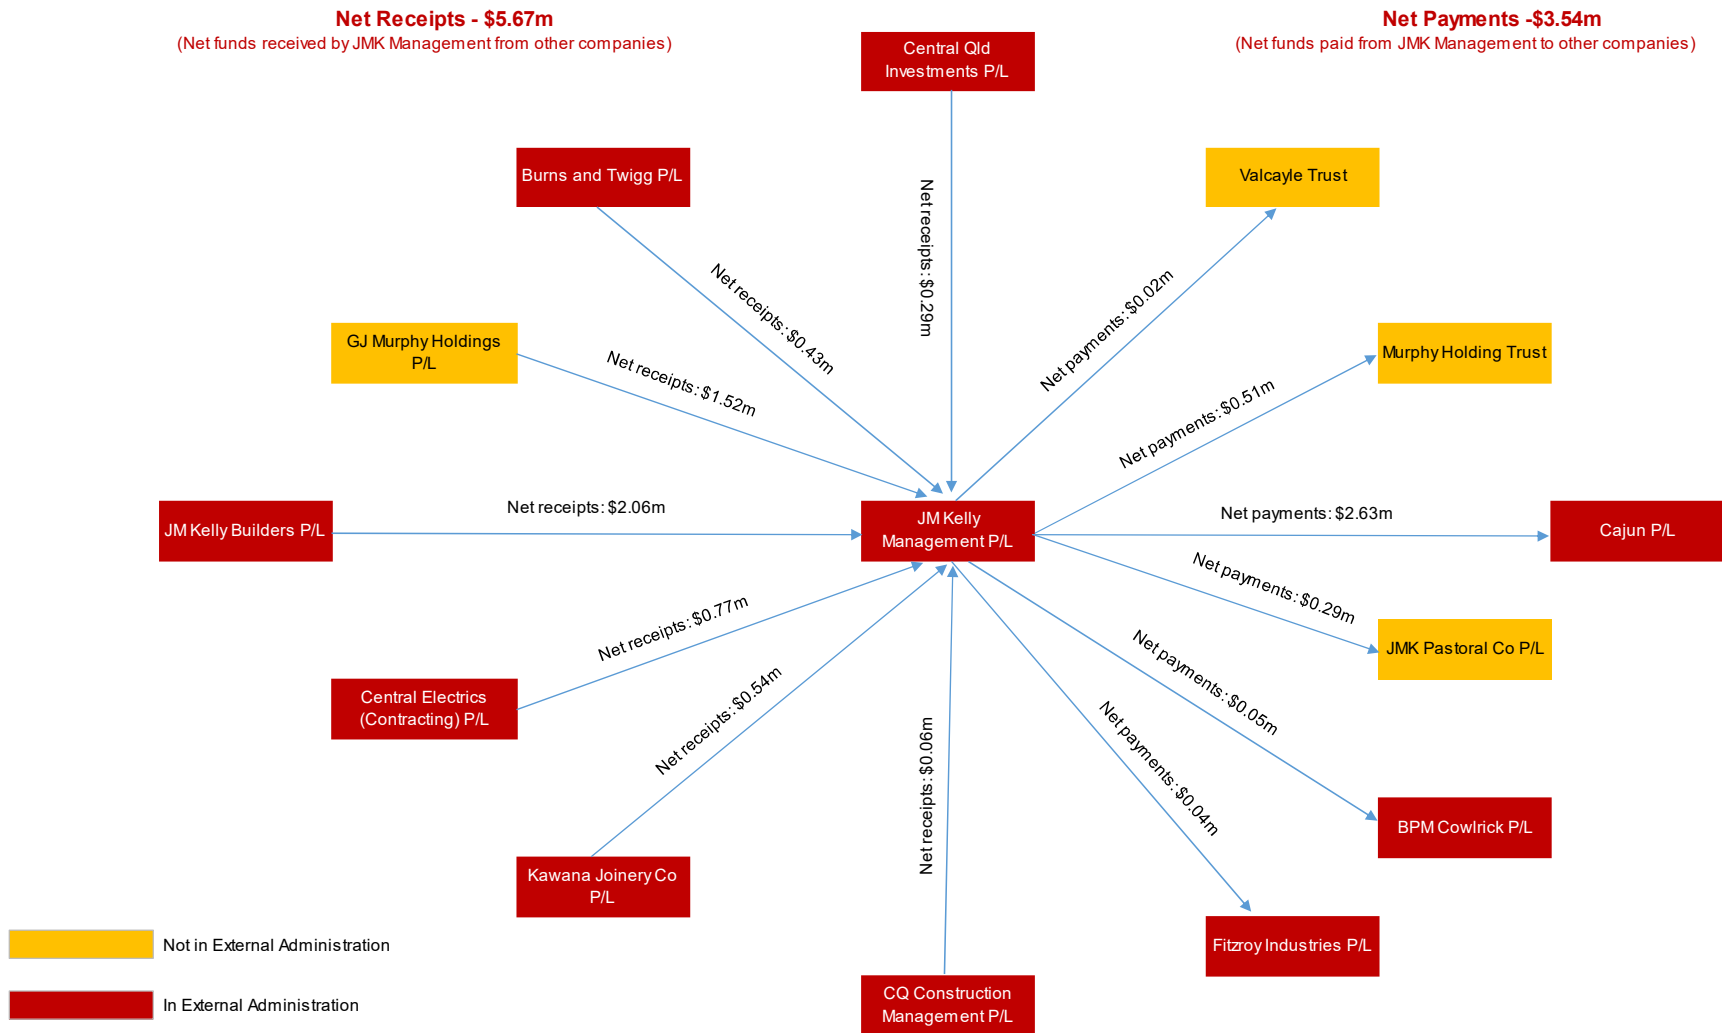 Net Receipts - $5.67m
(Net funds received by JMK Management from other companies)
Net Payments -$3.54m
(Net funds paid from JMK Management to other companies)
Central Qld
Investments P/L
Burns and Twigg P/L
Valcayle Trust
Net receipts: $0.29m
Net receipts: $0.43m
Net payments: $0.02m
GJ Murphy Holdings
P/L
Net receipts: $1.52m
Murphy Holding Trust
Net payments: $0.51m
JM Kelly Builders P/L
Net receipts: $2.06m
JM Kelly
Management P/L
Net payments: $2.63m
Cajun P/L
Net payments: $0.29m
JMK Pastoral Co P/L
Net receipts: $0.77m
Central Electrics
(Contracting) P/L
Net receipts: $0.54m
Net payments: $0.05m
Net receipts: $0.06m
Net payments: $0.04m
BPM Cowlrick P/L
Kawana Joinery Co
P/L
Fitzroy Industries P/L
Not in External Administration
CQ Construction
Management P/L
In External Administration